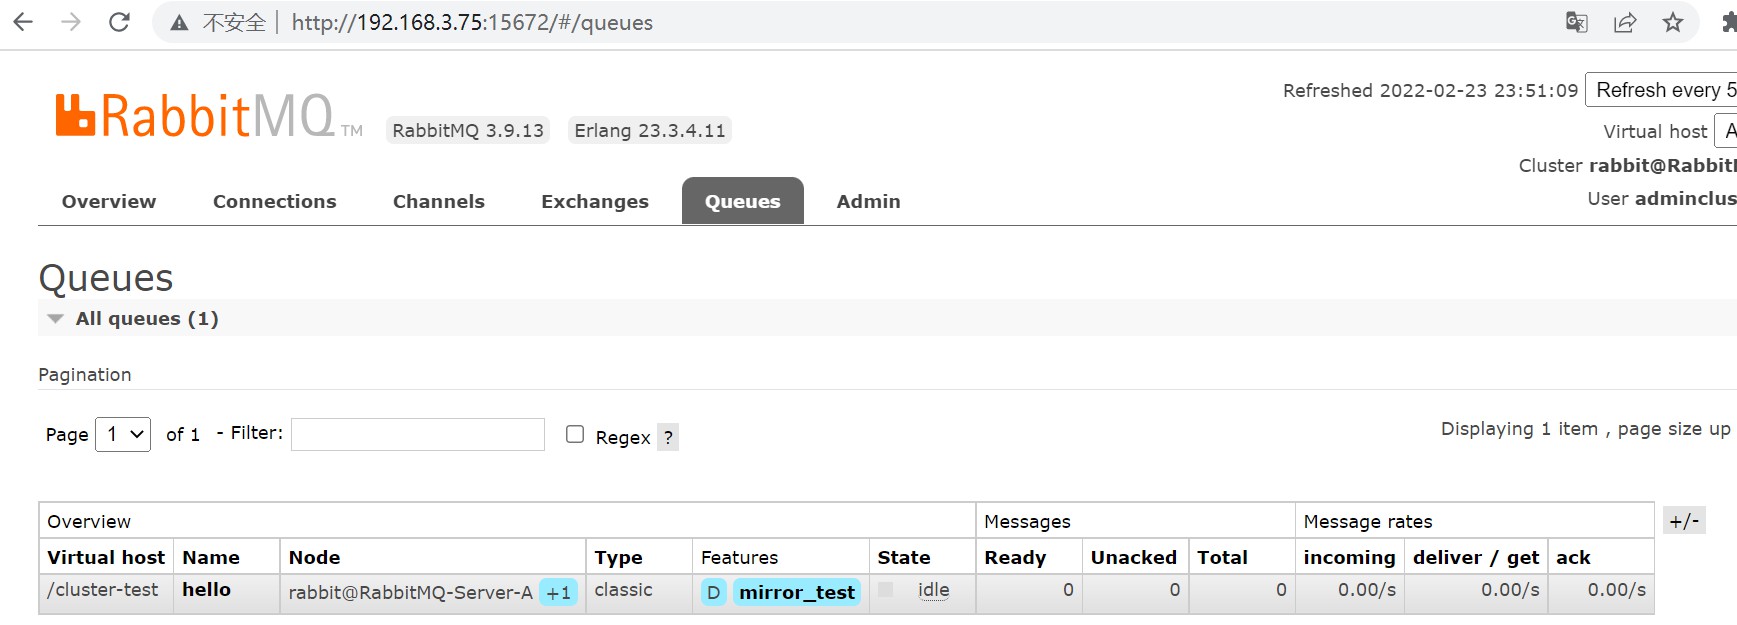 不安全 http://192.168.3.75:15672/#/queues
RabbitMQ TM RabbitMQ 3.9.13 Erlang 23.3.4.11
Refreshed 2022-02-23 23:51:09 Refresh every 5
Virtual host A
Cluster rabbit@Rabbit
User adminclus
Overview Connections Channels Exchanges Queues Admin
Queues
All queues (1)
Pagination
Page 1 of 1 - Filter: Regex ? Displaying 1 item , page size up
Overview Messages Message rates +/-
Virtual host Name Node Type Features State Ready Unacked Total incoming deliver / get ack
/cluster-test hello rabbit@RabbitMQ-Server-A +1 classic D mirror_test idle 0 0 0 0.00/s 0.00/s 0.00/s